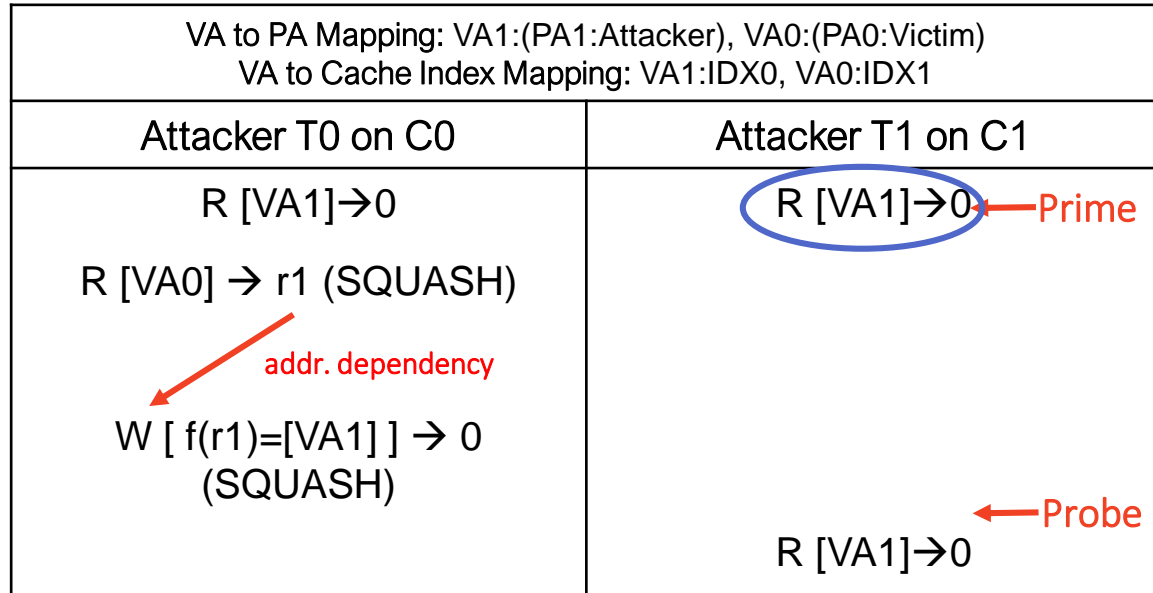 VA to PA Mapping: VA1:(PA1:Attacker), VA0:(PA0:Victim)
VA to Cache Index Mapping: VA1:IDX0, VA0:IDX1
Attacker T0 on C0
Attacker T1 on C1
R [VA1]→0
R [VA1]→0
Prime
R [VA0] → r1 (SQUASH)
addr. dependency
W [ f(r1)=[VA1] ] → 0
(SQUASH)
Probe
R [VA1]→0